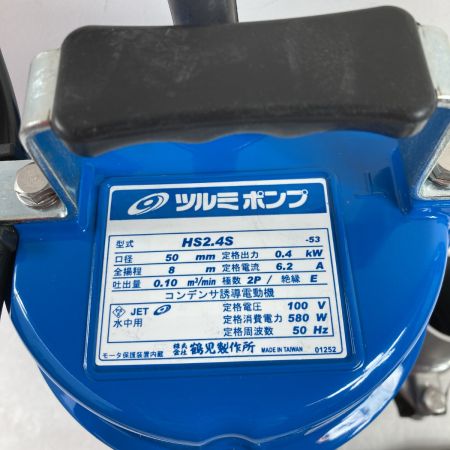 ツルミポンプ
型式 HS2.4S -53
口径 50 mm 定格出力 0.4 kW
全揚程 8 m 定格電流 6.2 A
吐出量 0.10 m³/min 極数 2P / 絶縁 E
コンデンサ誘導電動機
JET 定格電圧 100 V
水中用 定格消費電力 580 W
定格周波数 50 Hz
モータ保護装置内蔵 株式会社 鶴見製作所 MADE IN TAIWAN 01252